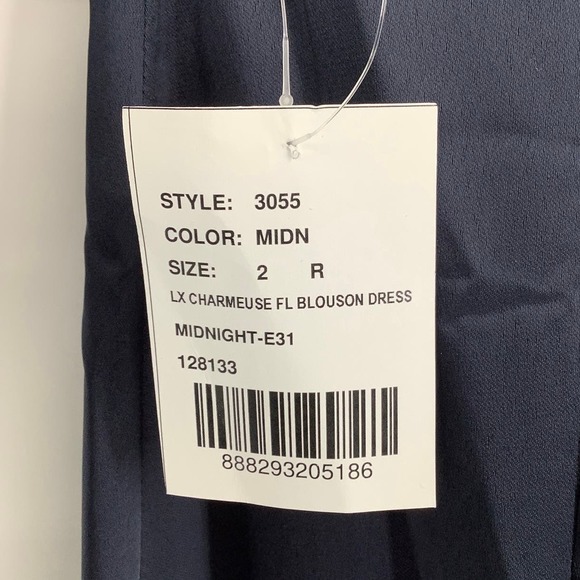 STYLE: 3055
COLOR: MIDN
SIZE: 2 R
LX CHARMEUSE FL BLOUSON DRESS
MIDNIGHT-E31
128133
888293205186